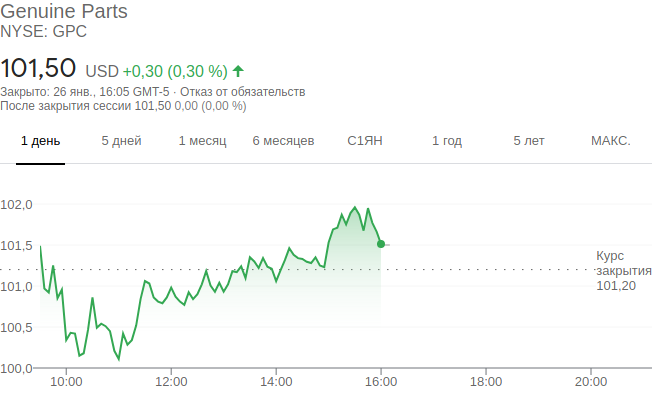 Genuine Parts
NYSE: GPC
101,50 USD +0,30 (0,30 %)
Закрыто: 26 янв., 16:05 GMT-5 · Отказ от обязательств
После закрытия сессии 101,50 0,00 (0,00 %)
1 день 5 дней 1 месяц 6 месяцев С1ЯН 1 год 5 лет МАКС.
102,0
101,5
Курс
закрытия
101,20
101,0
100,5
100,0
10:00 12:00 14:00 16:00 18:00 20:00